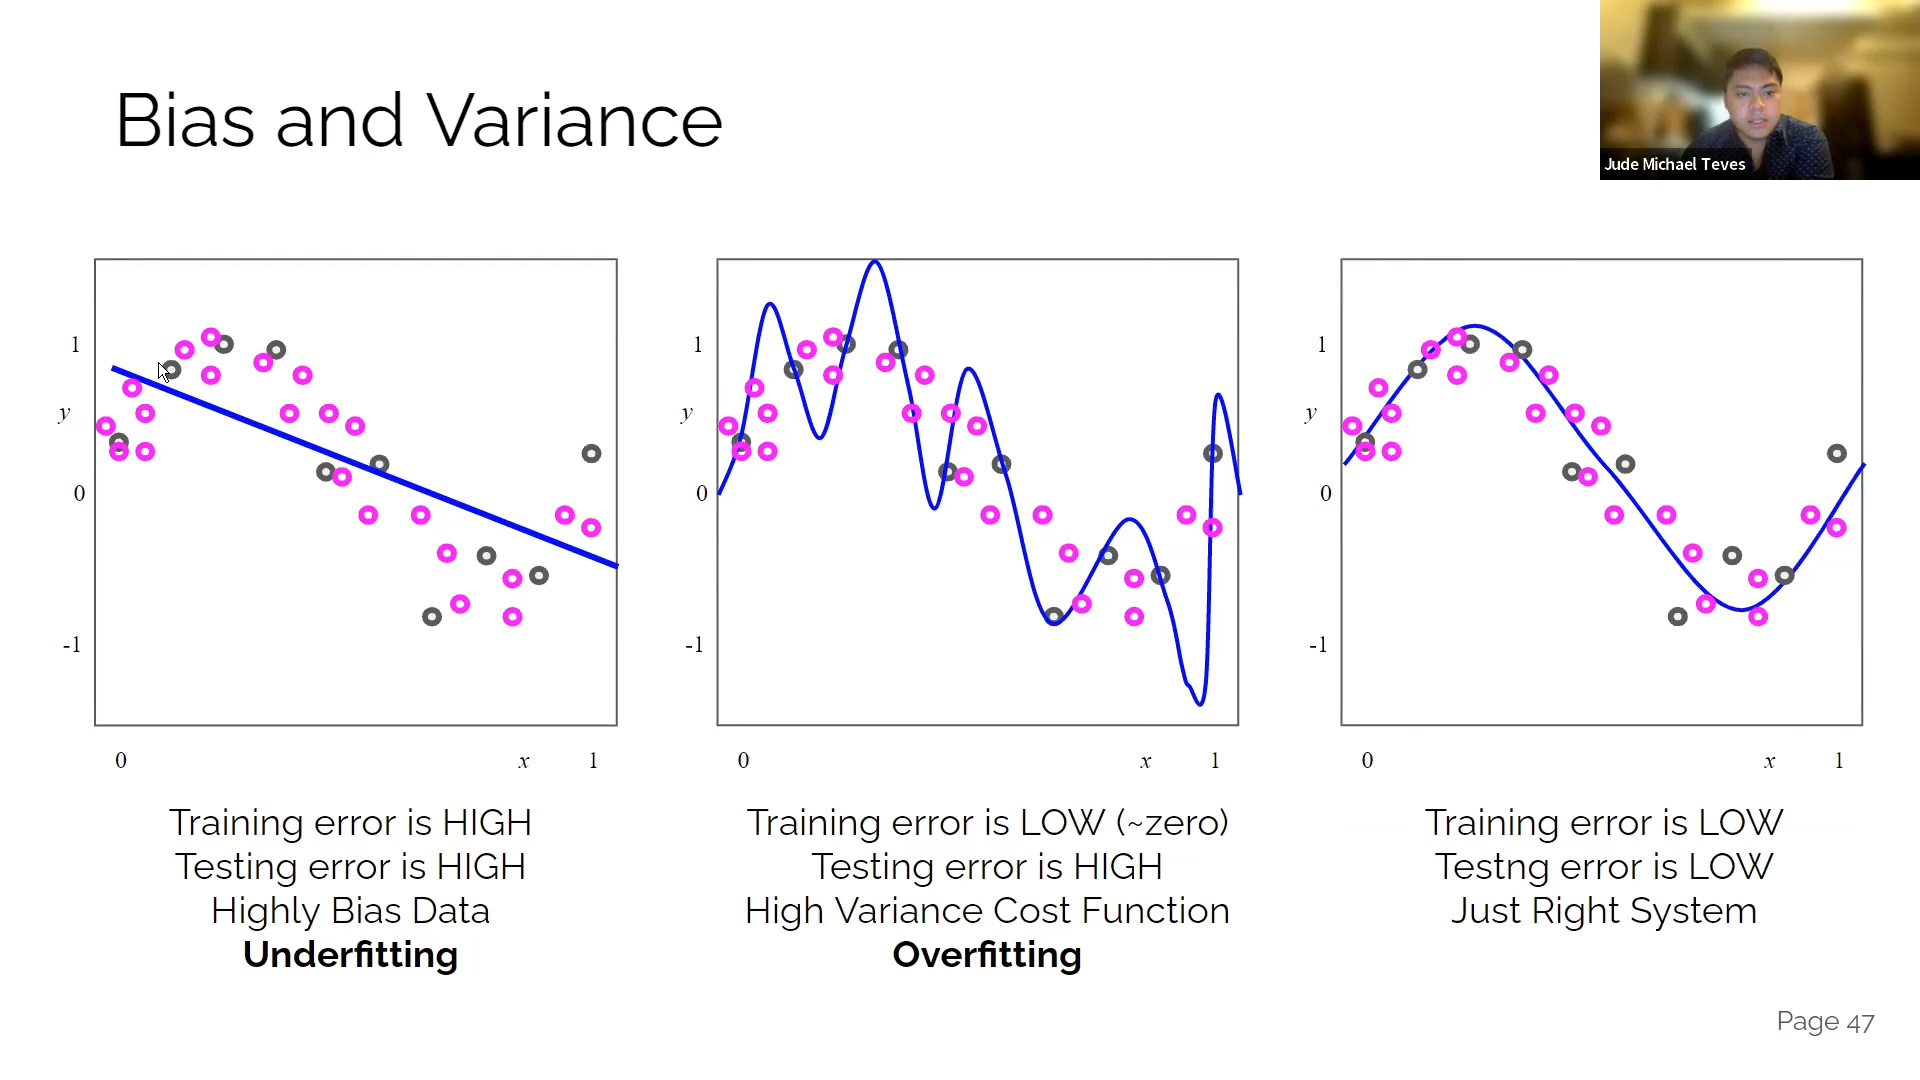 Bias and Variance
Jude Michael Teves
1
y
0
-1
0 x 1
1
y
0
-1
0 x 1
1
y
0
-1
0 x 1
Training error is HIGH
Testing error is HIGH
Highly Bias Data
Underfitting
Training error is LOW (~zero)
Testing error is HIGH
High Variance Cost Function
Overfitting
Training error is LOW
Testng error is LOW
Just Right System
Page 47